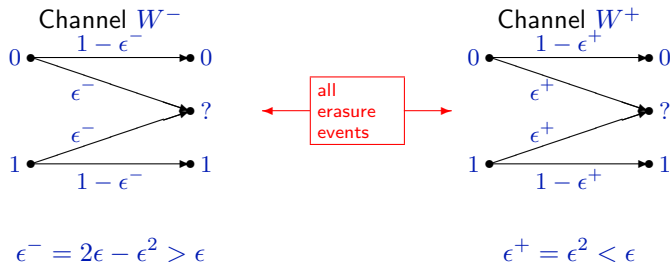 Channel W⁻
0 1 − ϵ⁻ 0
ϵ⁻
?
ϵ⁻
1 1 − ϵ⁻ 1
ϵ⁻ = 2ϵ − ϵ² > ϵ
all
erasure
events
Channel W⁺
0 1 − ϵ⁺ 0
ϵ⁺
?
ϵ⁺
1 1 − ϵ⁺ 1
ϵ⁺ = ϵ² < ϵ